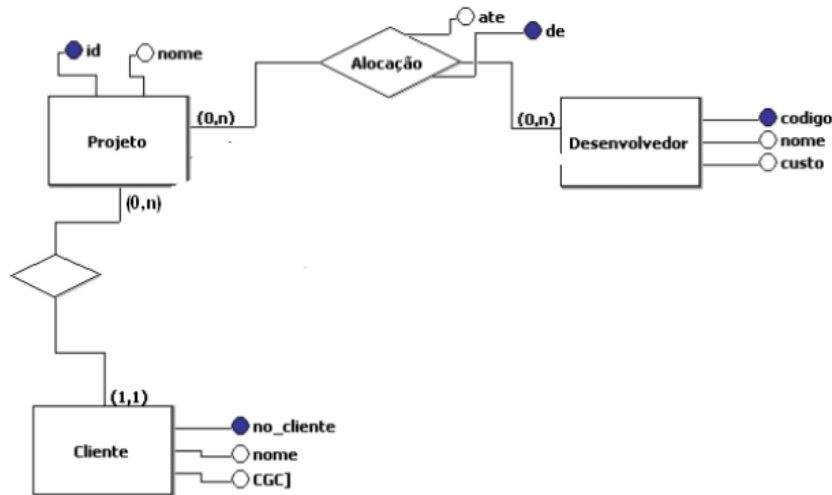 ate
de
id
nome
Alocação
(0,n)
(0,n)
codigo
Projeto
Desenvolvedor
nome
custo
(0,n)
(1,1)
no_cliente
Cliente
nome
CGC]